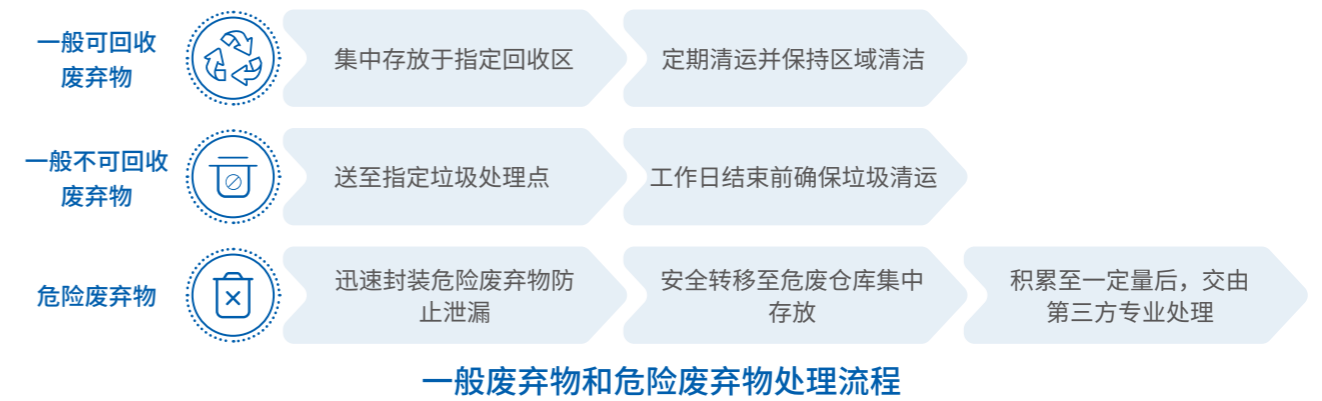 一般可回收
废弃物
集中存放于指定回收区
定期清运并保持区域清洁
一般不可回收
废弃物
送至指定垃圾处理点
工作日结束前确保垃圾清运
危险废弃物
迅速封装危险废弃物防
止泄漏
安全转移至危废仓库集中
存放
积累至一定量后，交由
第三方专业处理
一般废弃物和危险废弃物处理流程